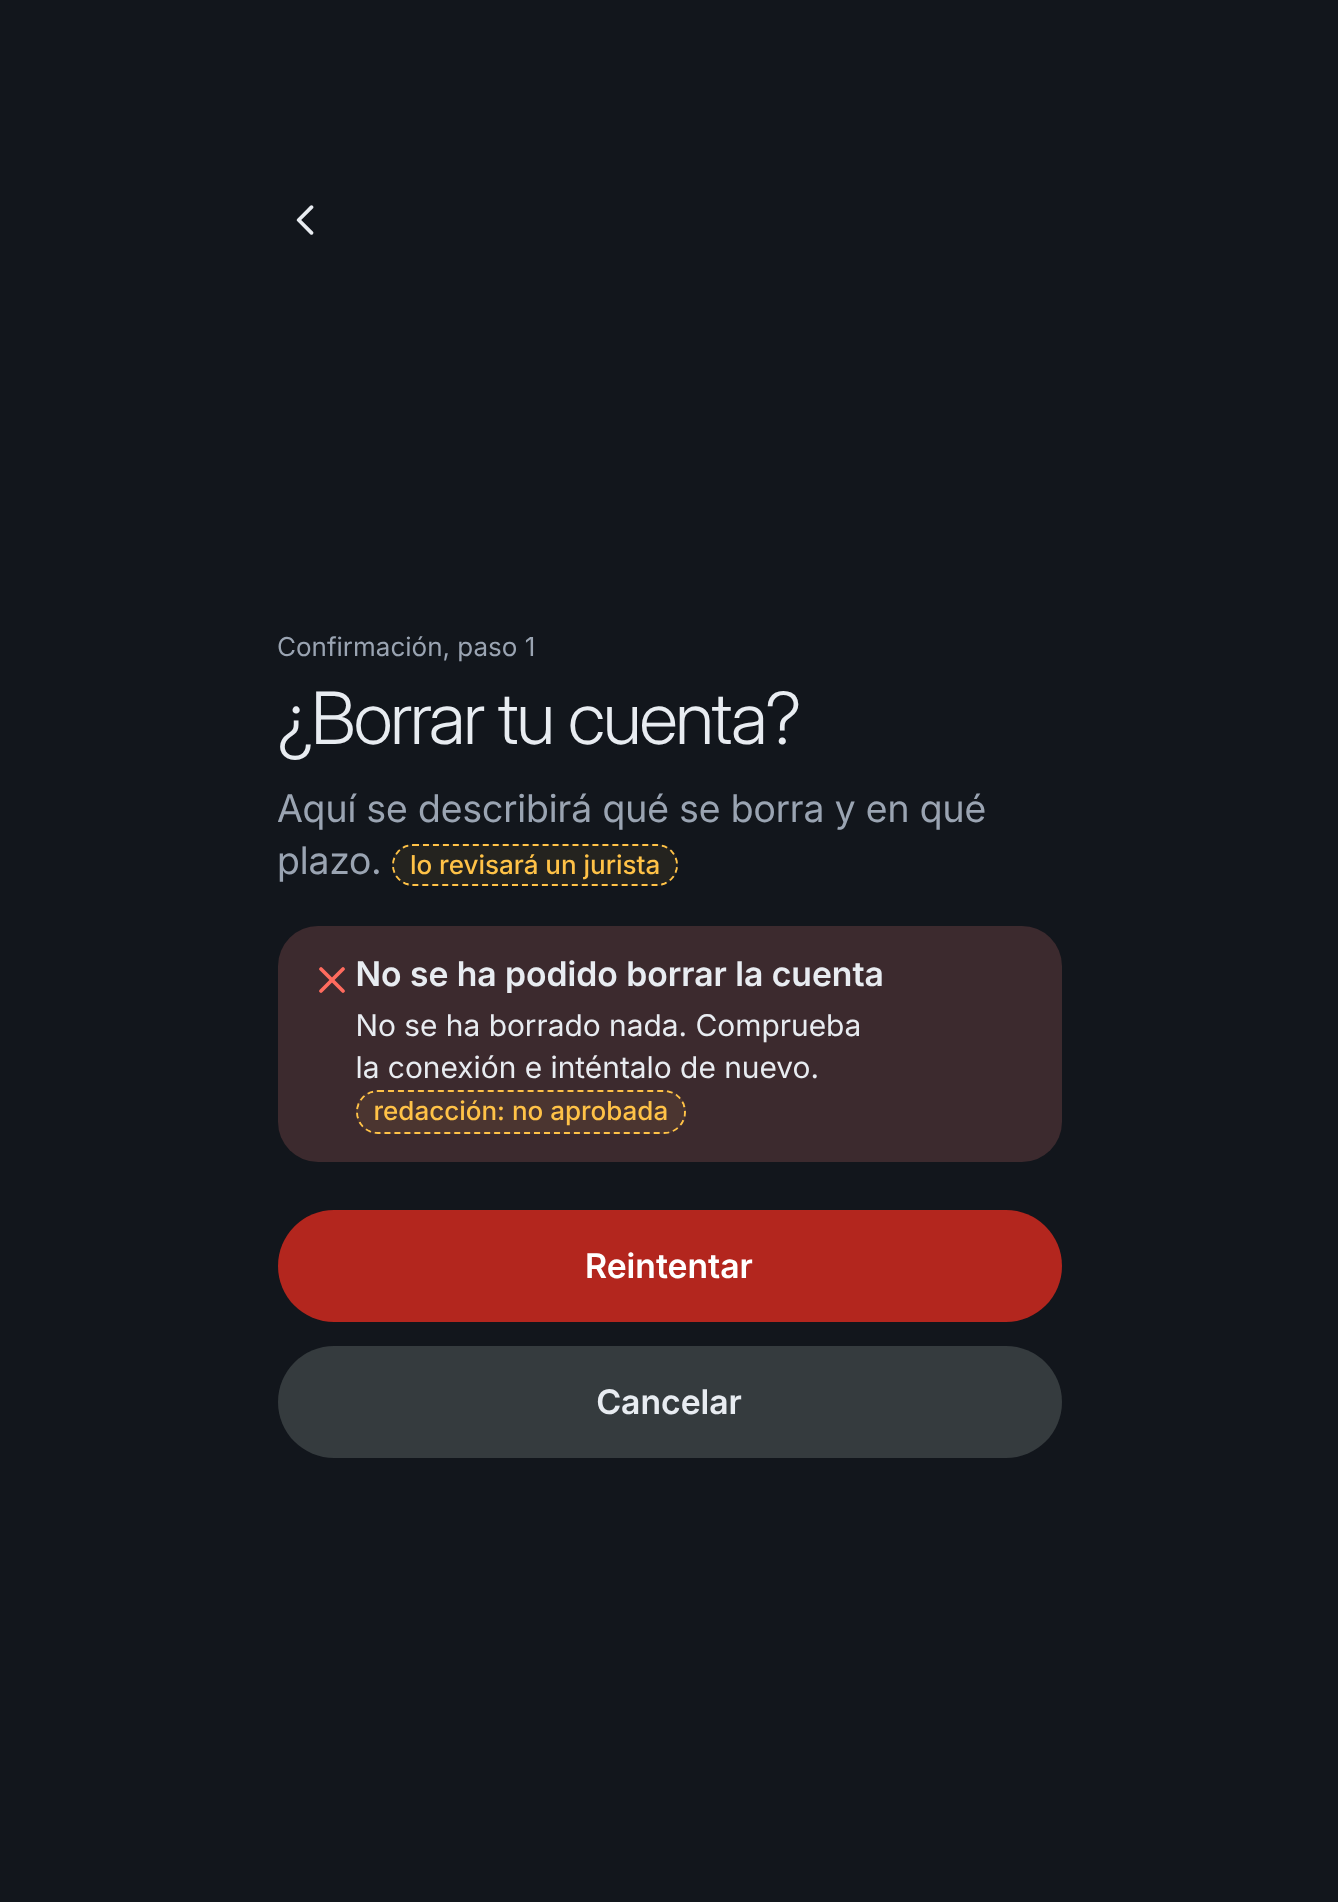 Confirmación, paso 1
¿Borrar tu cuenta?
Aquí se describirá qué se borra y en qué
plazo. lo revisará un jurista
No se ha podido borrar la cuenta
No se ha borrado nada. Comprueba
la conexión e inténtalo de nuevo.
redacción: no aprobada
Reintentar
Cancelar